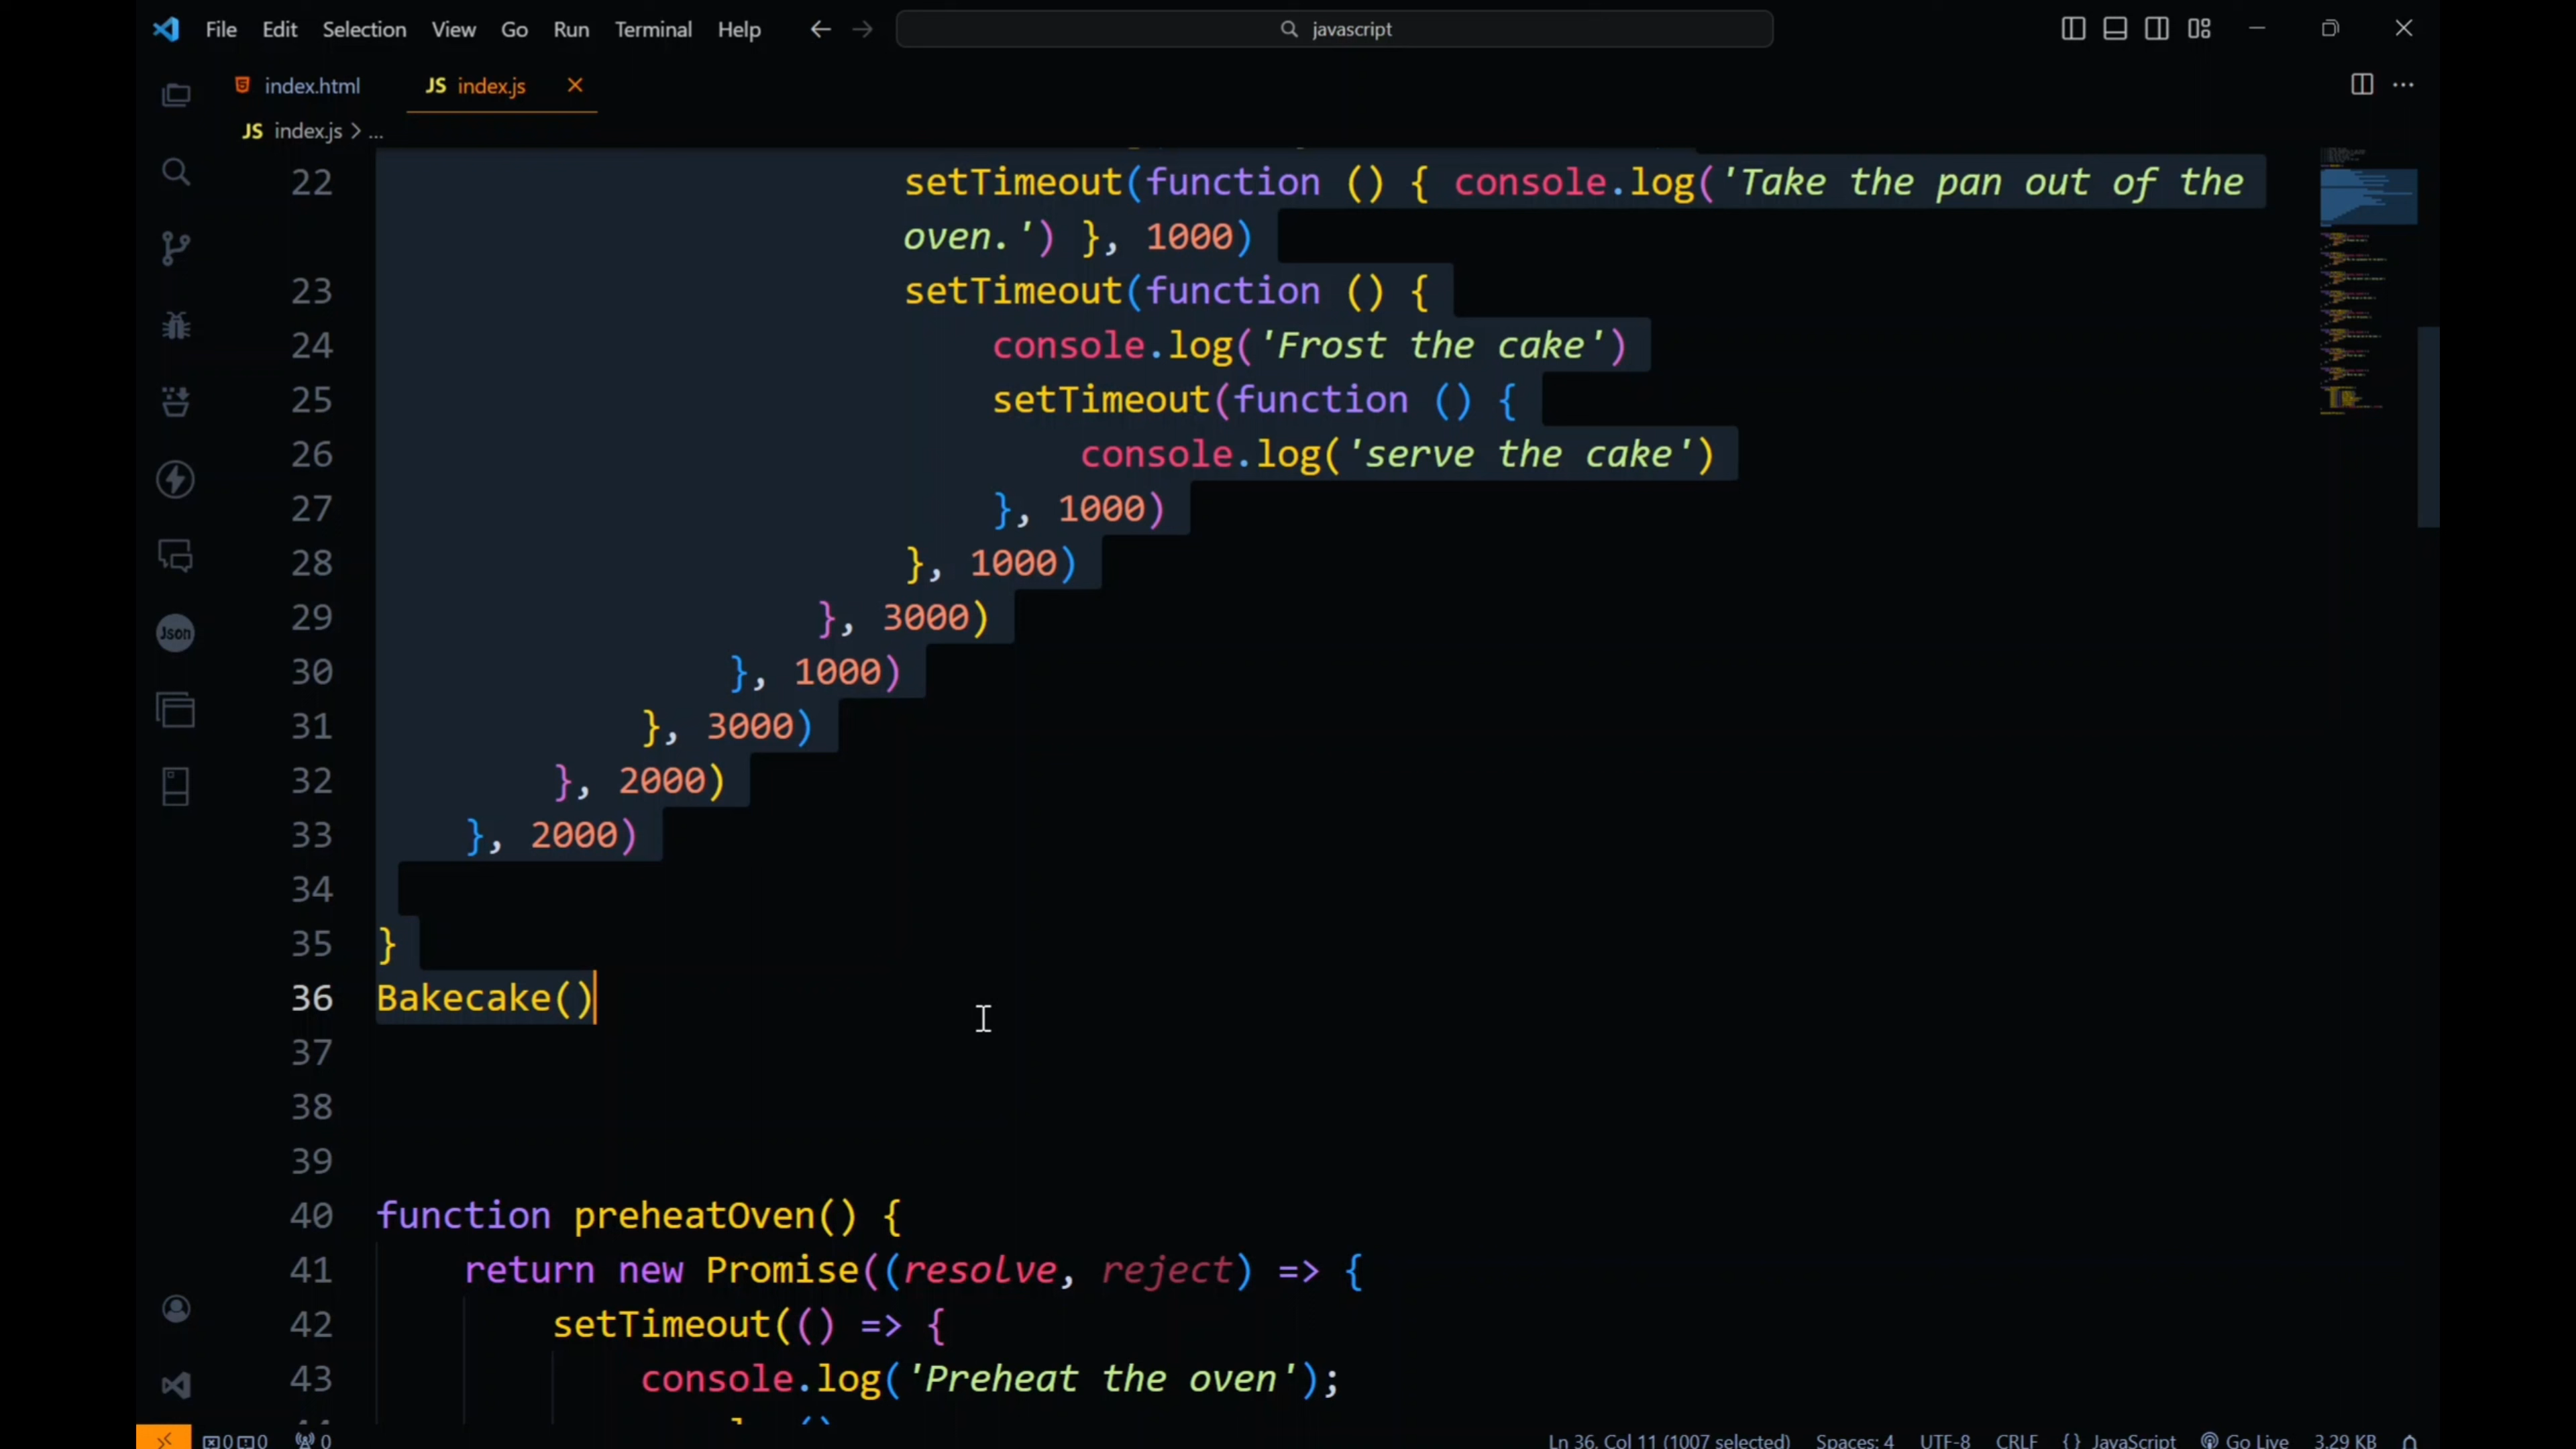 File Edit Selection View Go Run Terminal Help javascript
index.html JS index.js
JS index.js > ...
22 setTimeout(function () { console.log('Take the pan out of the
oven.') }, 1000)
23 setTimeout(function () {
24 console.log('Frost the cake')
25 setTimeout(function () {
26 console.log('serve the cake')
27 }, 1000)
28 }, 1000)
29 }, 3000)
30 }, 1000)
31 }, 3000)
32 }, 2000)
33 }, 2000)
34
35 }
36 Bakecake()
37
38
39
40 function preheatOven() {
41 return new Promise((resolve, reject) => {
42 setTimeout(() => {
43 console.log('Preheat the oven');
Json
0 0 0 Ln 36, Col 11 (1007 selected) Spaces: 4 UTF-8 CRLF {} JavaScript Go Live 3.29 KB